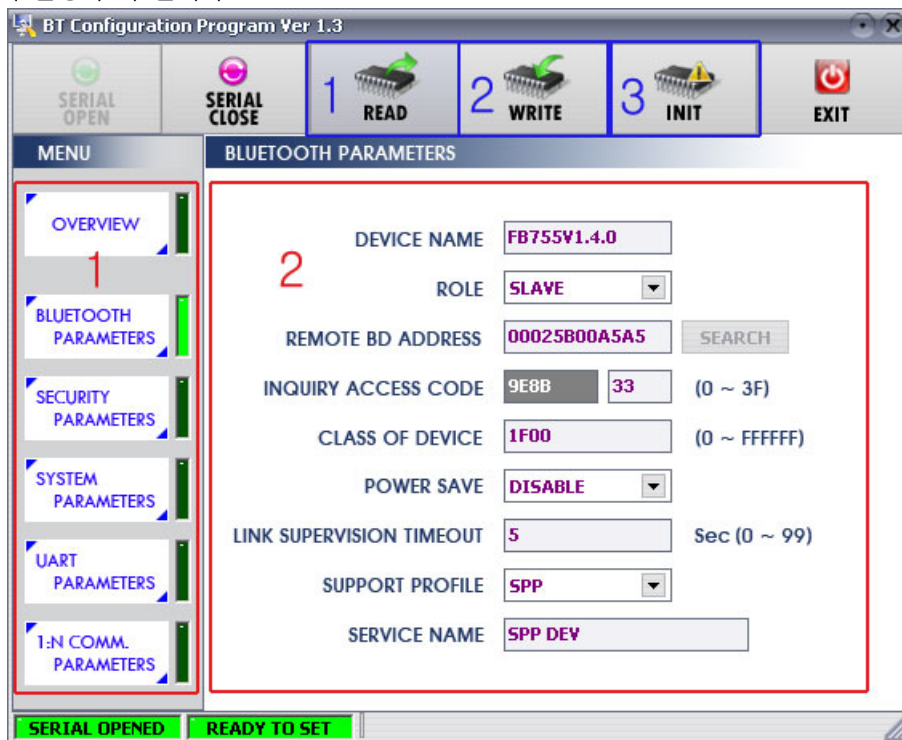 BT Configuration Program Ver 1.3
SERIAL OPEN
SERIAL CLOSE
1 READ
2 WRITE
3 INIT
EXIT
MENU
BLUETOOTH PARAMETERS
OVERVIEW
1
BLUETOOTH
PARAMETERS
SECURITY
PARAMETERS
SYSTEM
PARAMETERS
UART
PARAMETERS
1:N COMM.
PARAMETERS
2
DEVICE NAME FB755V1.4.0
ROLE SLAVE
REMOTE BD ADDRESS 00025B00A5A5 SEARCH
INQUIRY ACCESS CODE 9E8B 33 (0 ~ 3F)
CLASS OF DEVICE 1F00 (0 ~ FFFFFF)
POWER SAVE DISABLE
LINK SUPERVISION TIMEOUT 5 Sec (0 ~ 99)
SUPPORT PROFILE SPP
SERVICE NAME SPP DEV
SERIAL OPENED READY TO SET